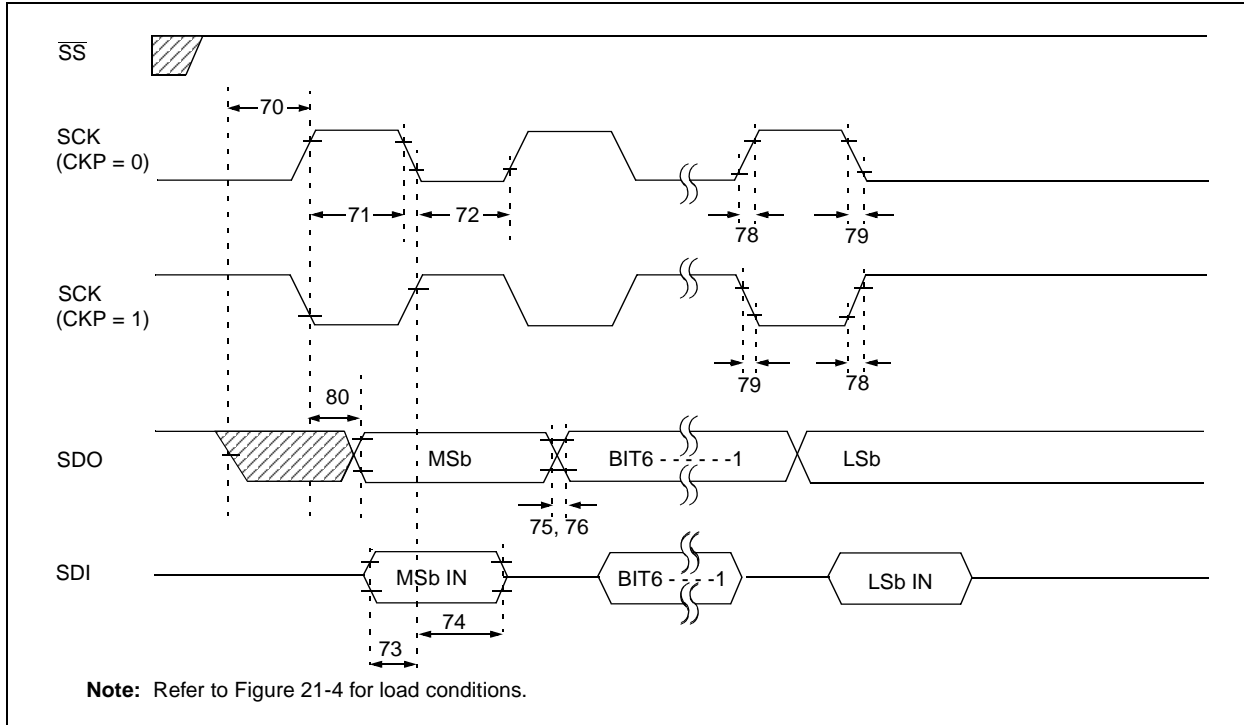 SS
70
SCK
(CKP = 0)
71
72
78
79
SCK
(CKP = 1)
79
78
80
SDO
MSb
BIT6 - - - - - -1
LSb
75, 76
SDI
MSb IN
BIT6 - - - -1
LSb IN
74
73
Note: Refer to Figure 21-4 for load conditions.